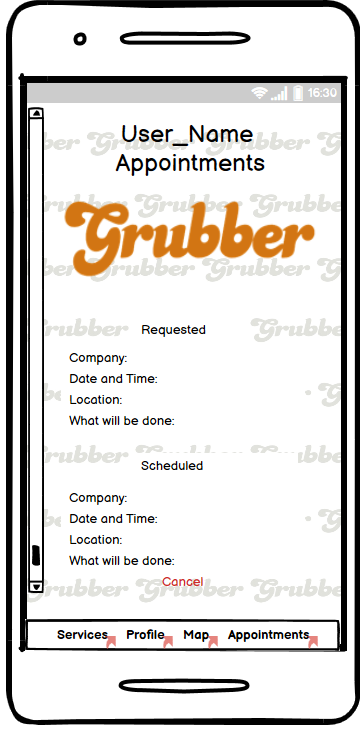 16:30
User_Name
Appointments
Grubber
Requested
Company:
Date and Time:
Location:
What will be done:
Scheduled
Company:
Date and Time:
Location:
What will be done:
Cancel
Services Profile Map Appointments